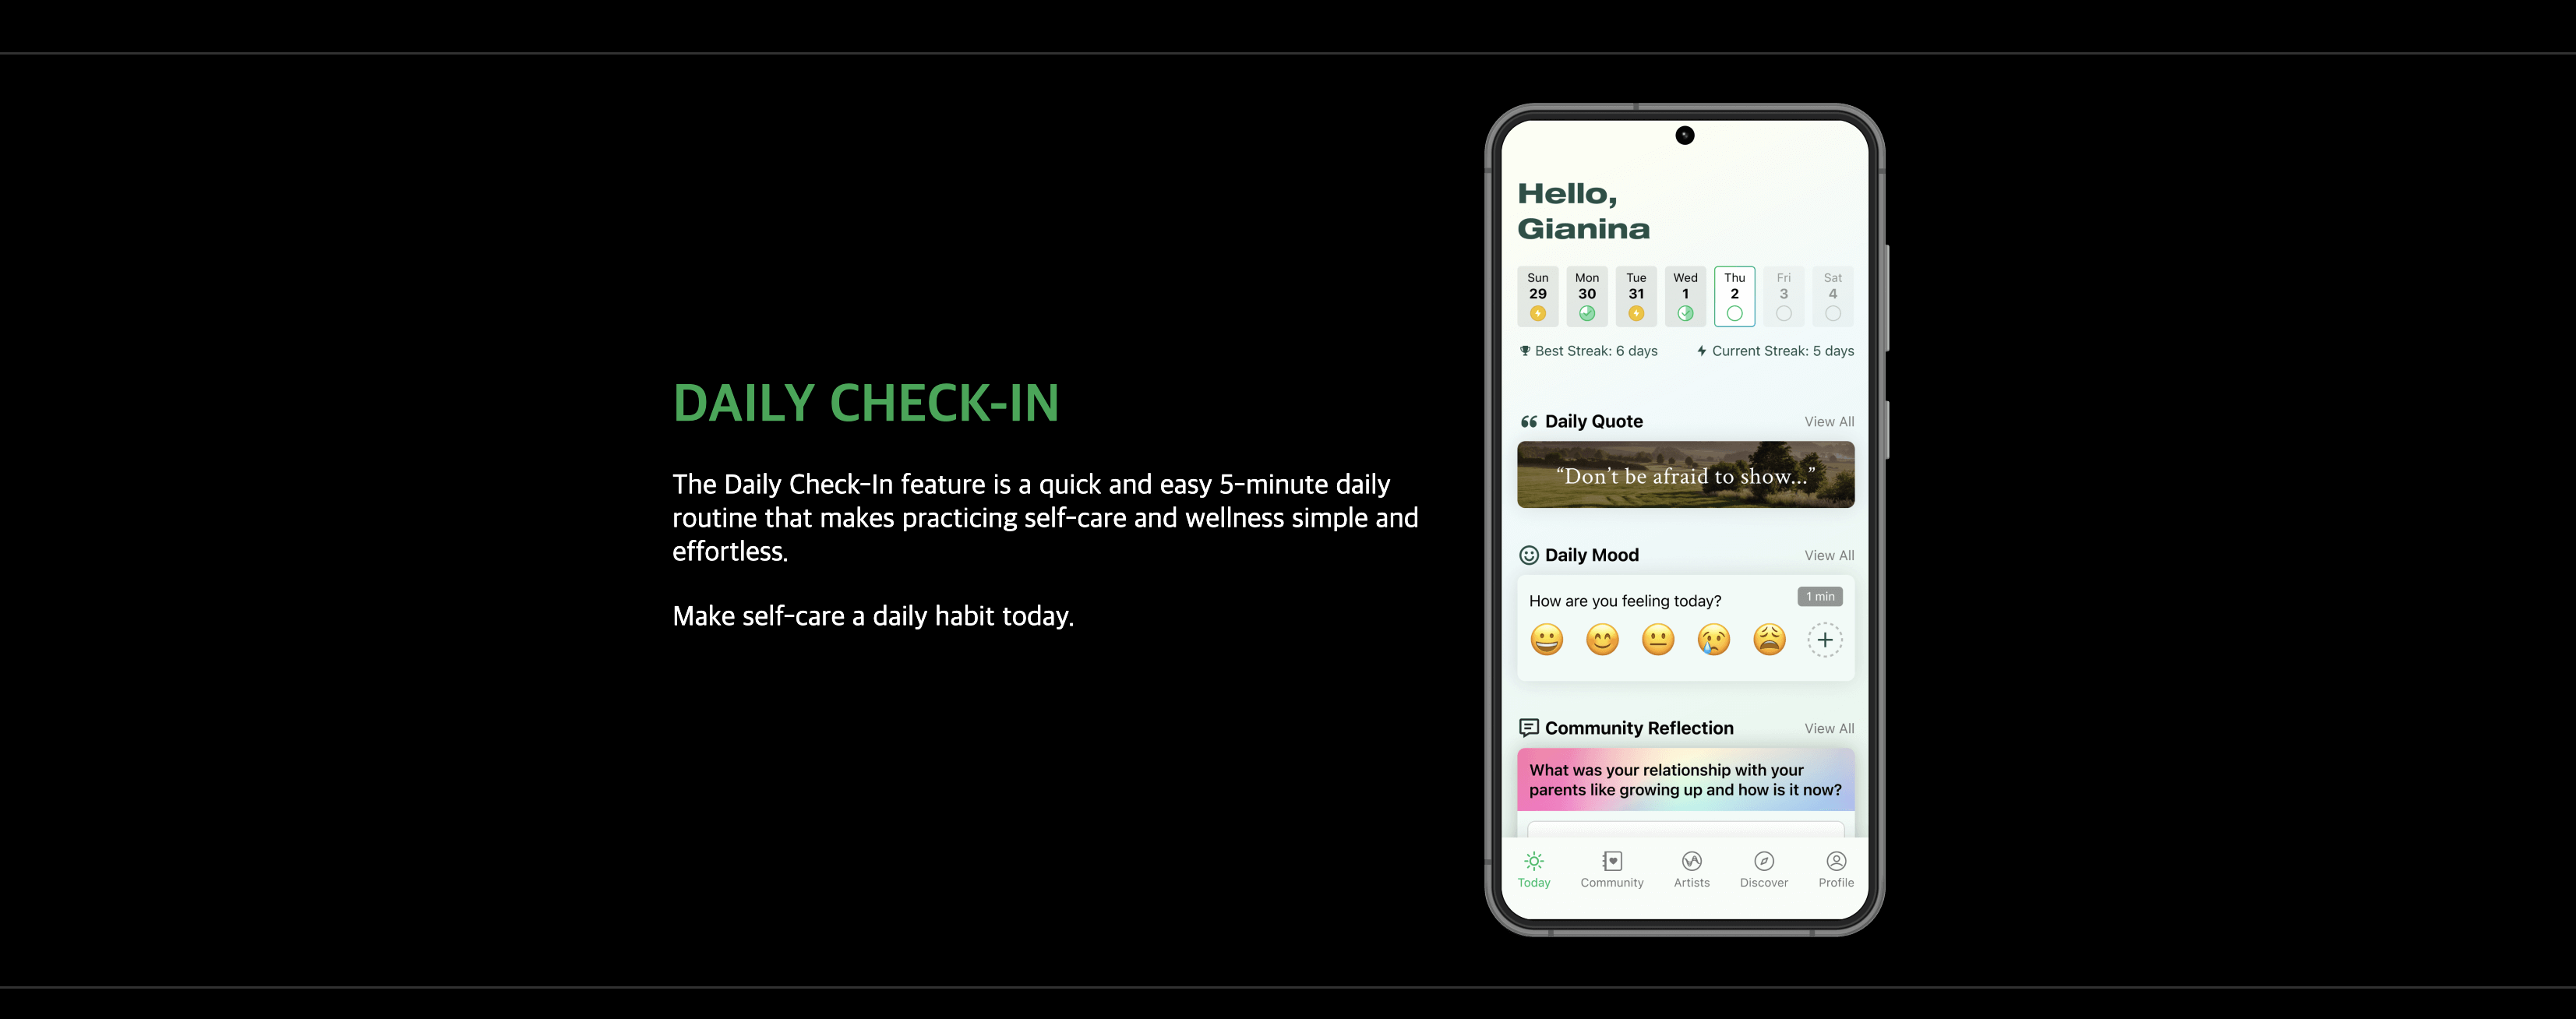 DAILY CHECK-IN
The Daily Check-In feature is a quick and easy 5-minute daily
routine that makes practicing self-care and wellness simple and
effortless.
Make self-care a daily habit today.
Hello,
Gianina
Sun Mon Tue Wed Thu Fri Sat
29 30 31 1 2 3 4
Best Streak: 6 days Current Streak: 5 days
Daily Quote View All
“Don’t be afraid to show...”
Daily Mood View All
How are you feeling today? 1 min
Community Reflection View All
What was your relationship with your
parents like growing up and how is it now?
Today Community Artists Discover Profile